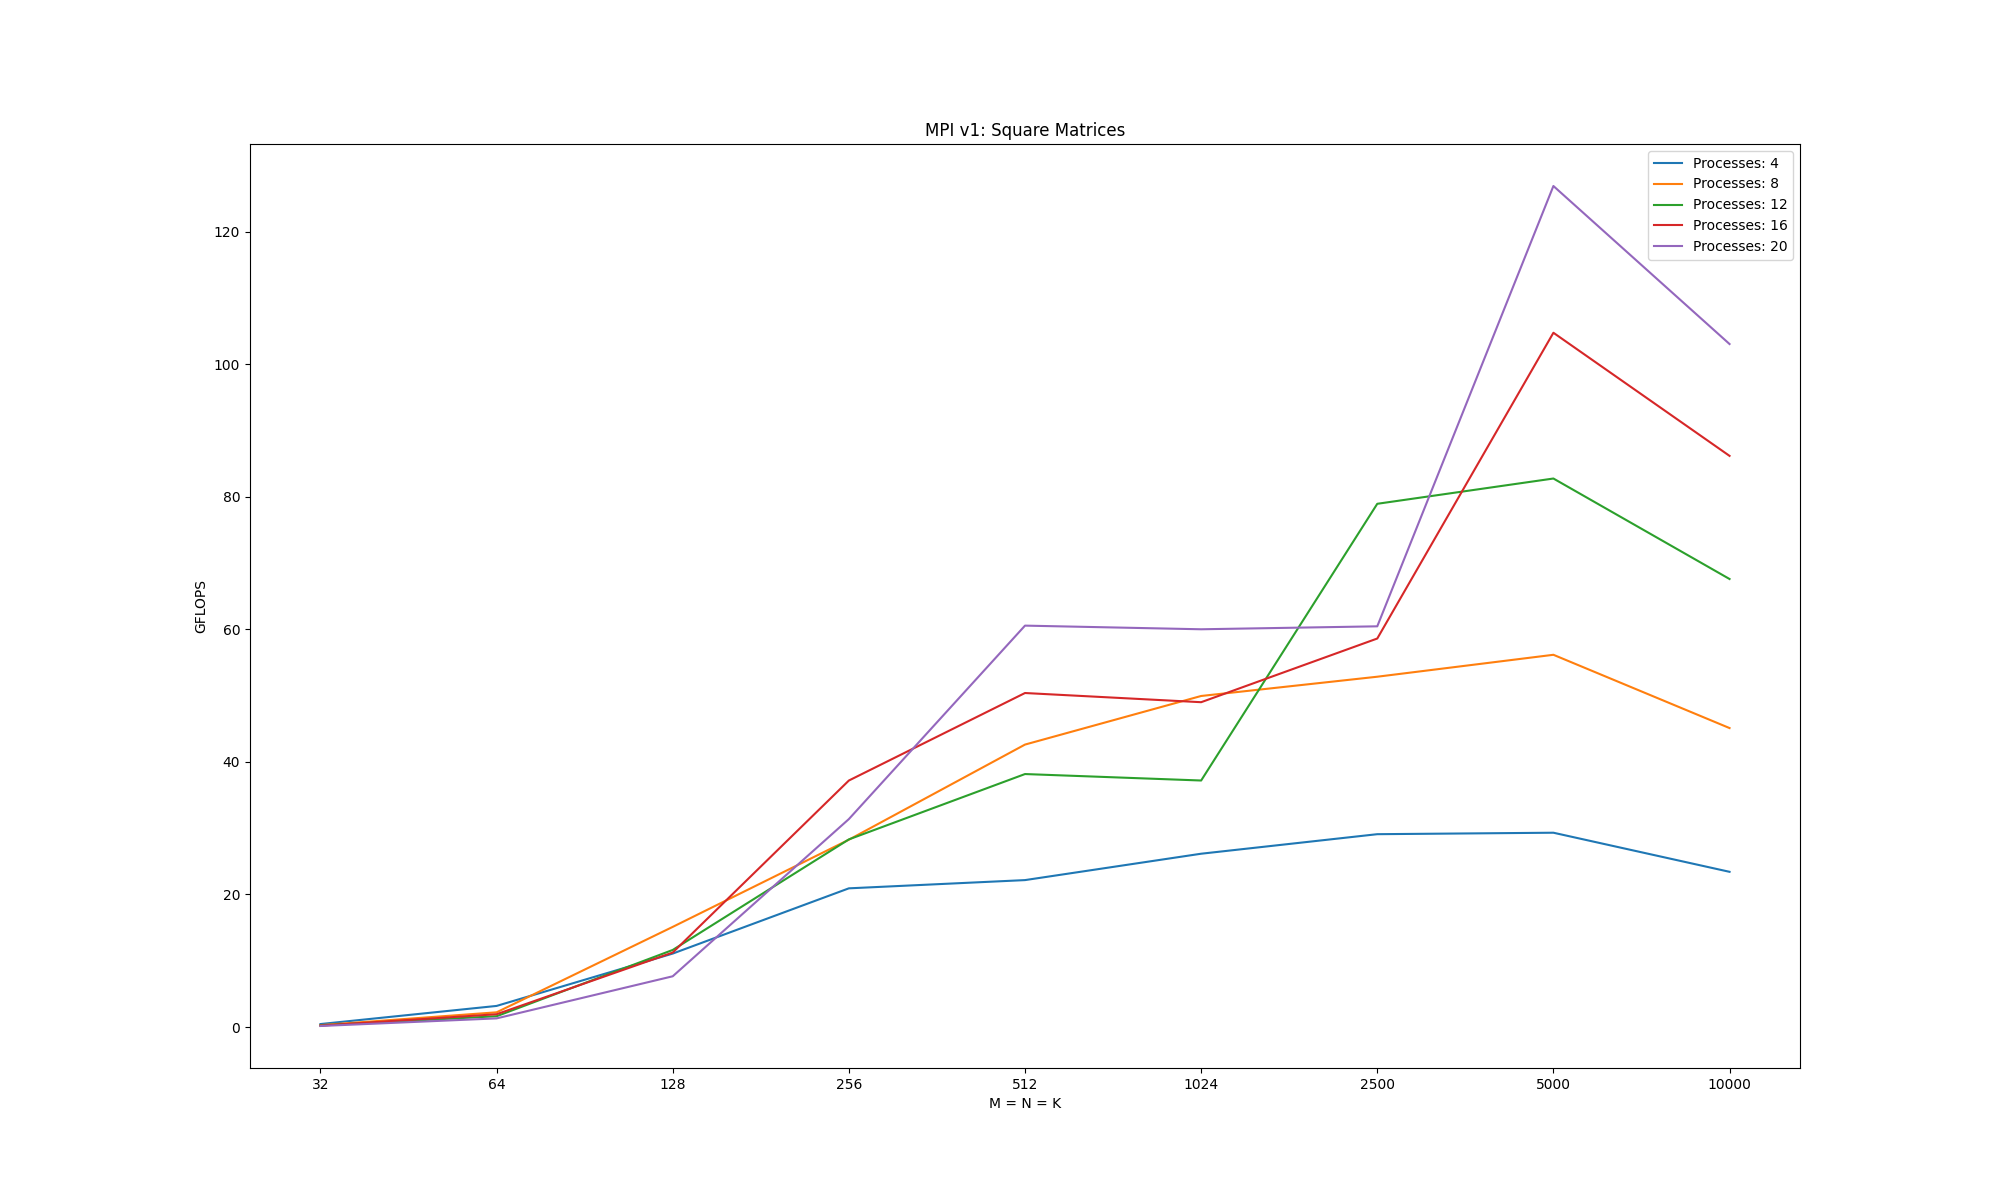 MPI v1: Square Matrices
Processes: 4
Processes: 8
Processes: 12
Processes: 16
Processes: 20
120
100
80
60
40
20
0
GFLOPS
32 64 128 256 512 1024 2500 5000 10000
M = N = K